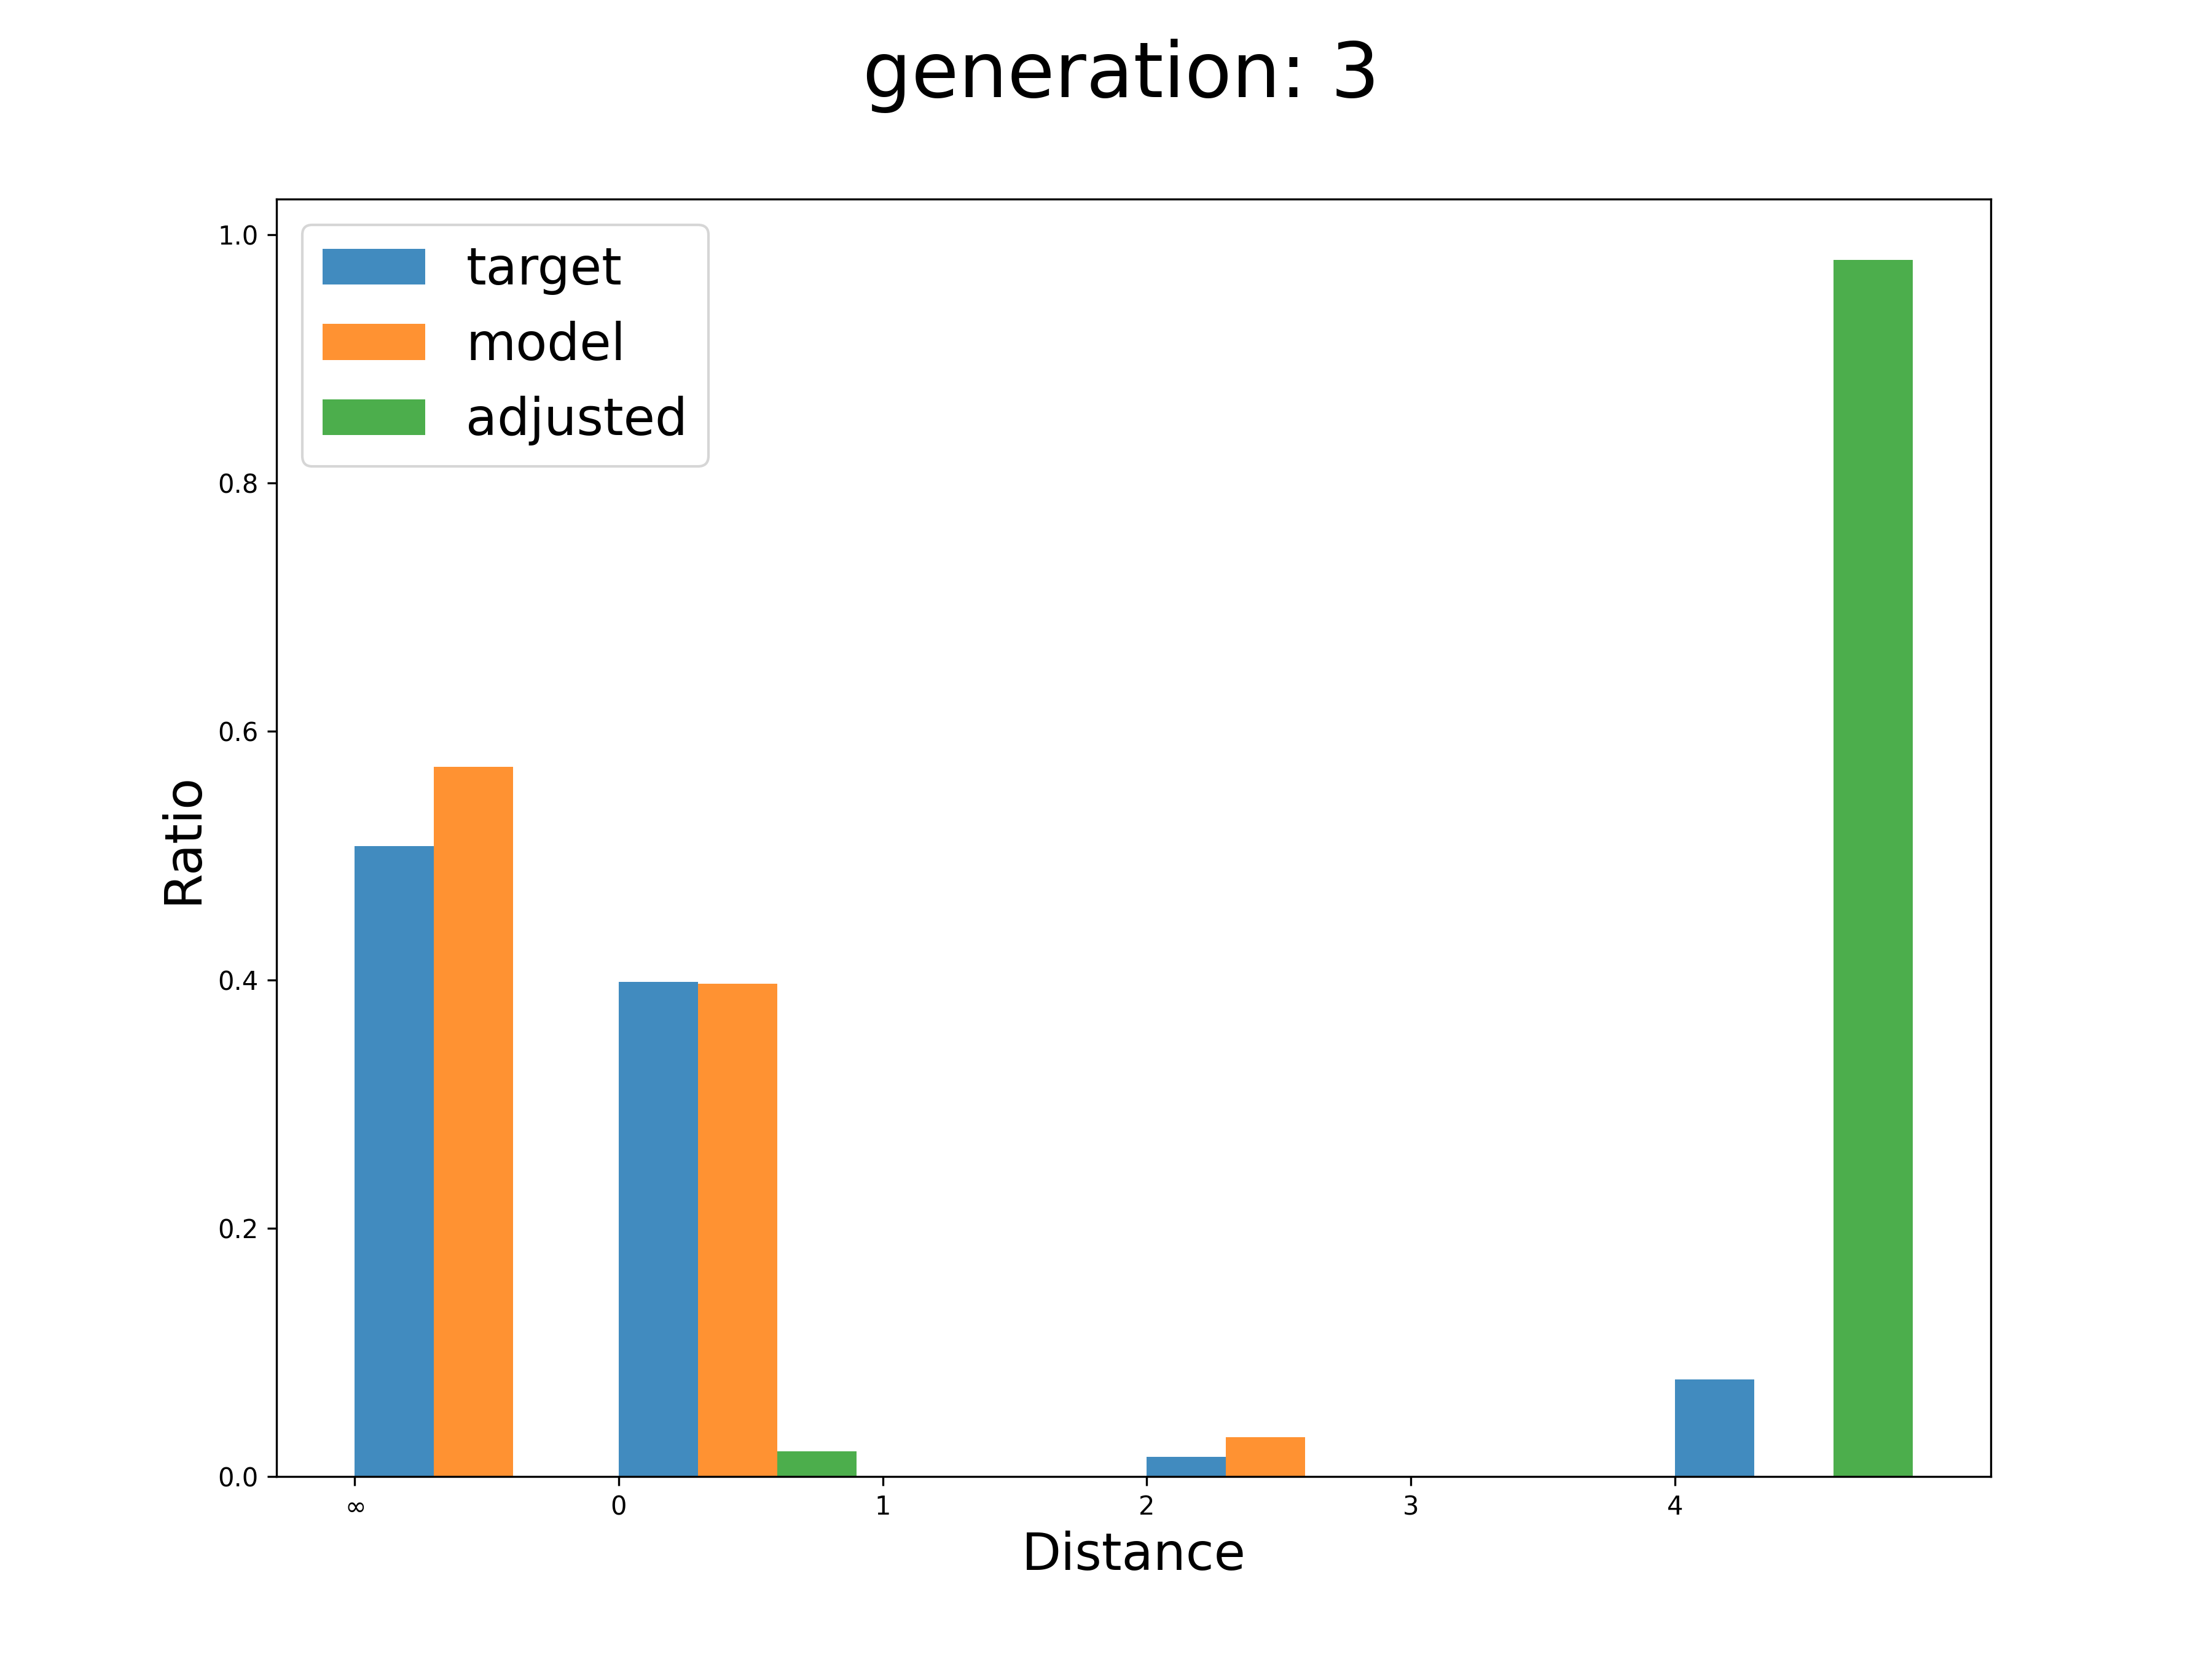 generation: 3
1.0
0.8
0.6
0.4
0.2
0.0
target
model
adjusted
Ratio
∞ 0 1 2 3 4
Distance